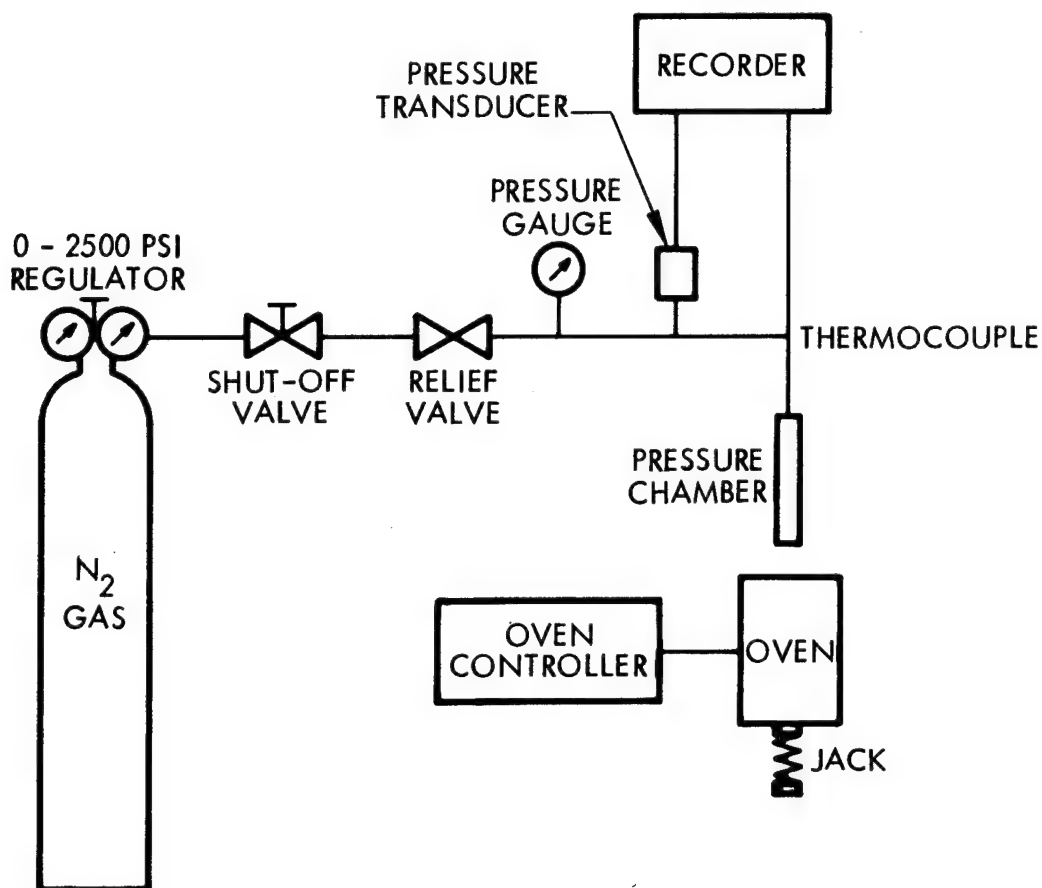 RECORDER
PRESSURE
TRANSDUCER
PRESSURE
GAUGE
0 - 2500 PSI
REGULATOR
THERMOCOUPLE
SHUT-OFF
VALVE
RELIEF
VALVE
PRESSURE
CHAMBER
N2
GAS
OVEN
CONTROLLER
OVEN
JACK